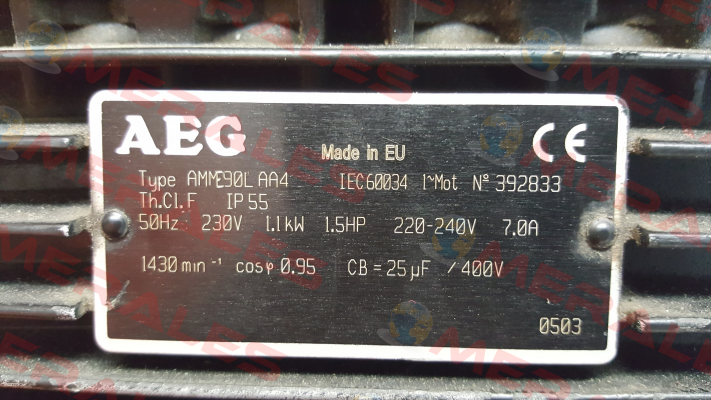 AEG
Made in EU
CE
Type AMME90L AA4 IEC60034 1~Mot Nº 392833
Th.Cl.F IP 55
50Hz 230V 1.1kW 1.5HP 220-240V 7.0A
1430 min⁻¹ cosφ 0.95 CB = 25µF / 400V
0503
MERALES